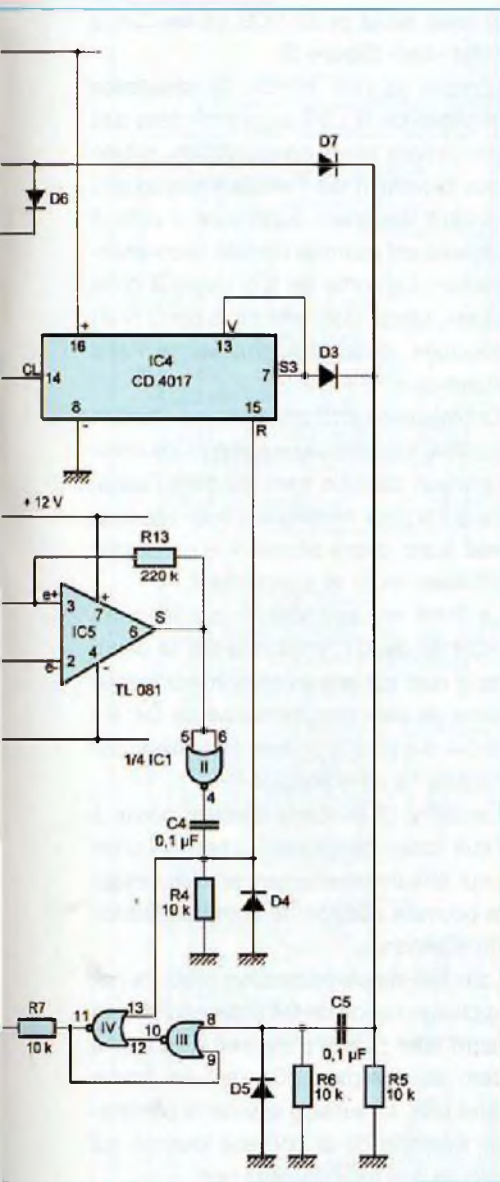 D7
D6
+
V
16
13
IC4
CD 4017
CL
14
7
S3
D3
8
15
-
R
+ 12 V
R13
220 k
e+
3
+
7
IC5
6
S
4
2
e-
-
TL 081
5
6
1/4 IC1
II
4
C4
0,1 µF
R4
10 k
D4
R7
10 k
11
IV
13
12
10
III
8
9
C5
0,1 µF
D5
R6
10 k
R5
10 k